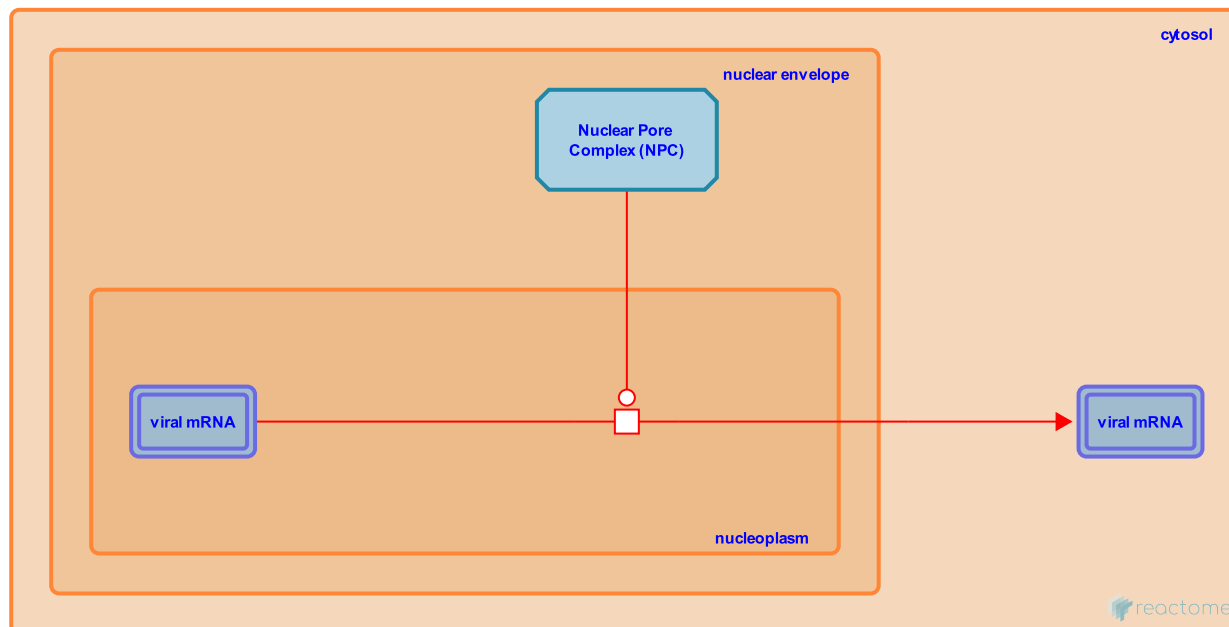 cytosol
nuclear envelope
Nuclear Pore
Complex (NPC)
viral mRNA
viral mRNA
nucleoplasm
reactome